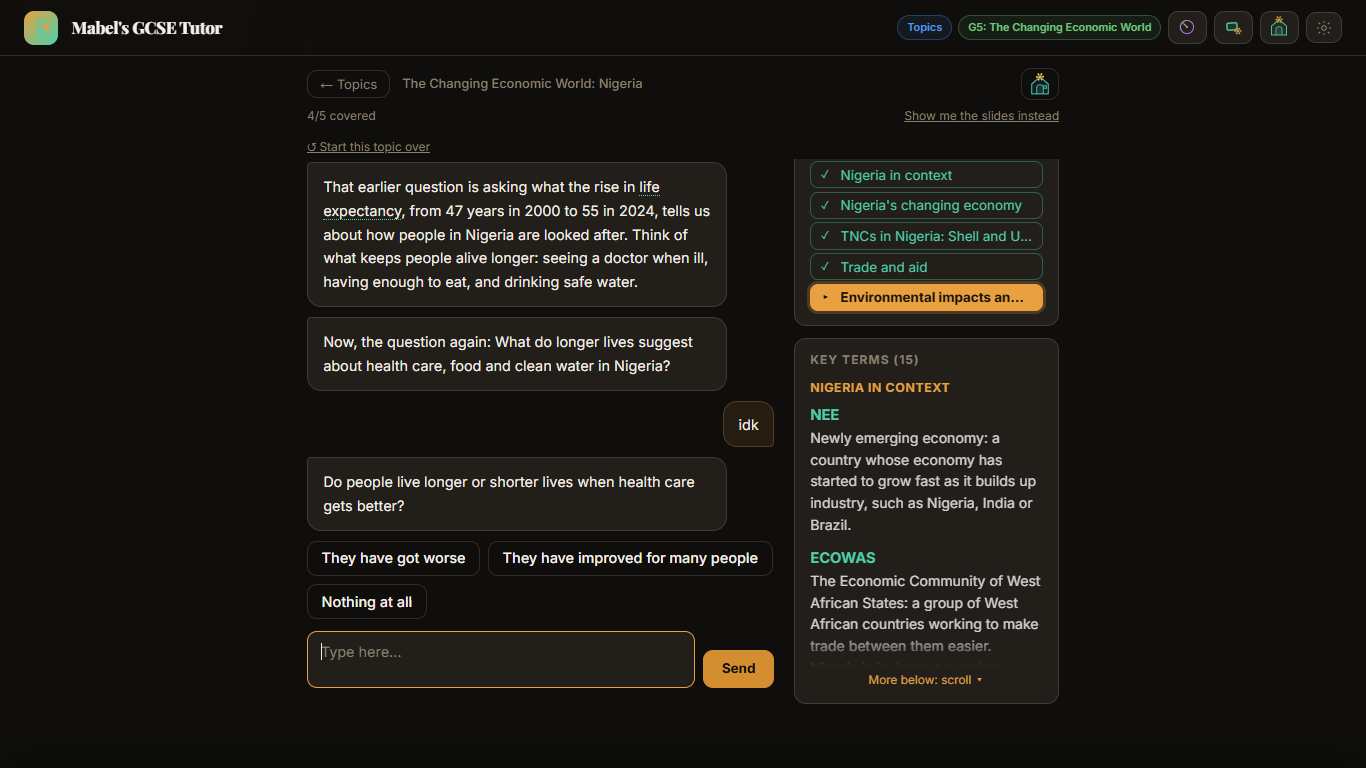 Mabel's GCSE Tutor
Topics
G5: The Changing Economic World
← Topics
The Changing Economic World: Nigeria
4/5 covered
Show me the slides instead
↺ Start this topic over
That earlier question is asking what the rise in life
expectancy, from 47 years in 2000 to 55 in 2024, tells us
about how people in Nigeria are looked after. Think of
what keeps people alive longer: seeing a doctor when ill,
having enough to eat, and drinking safe water.
Now, the question again: What do longer lives suggest
about health care, food and clean water in Nigeria?
idk
Do people live longer or shorter lives when health care
gets better?
They have got worse
They have improved for many people
Nothing at all
Type here...
Send
✓ Nigeria in context
✓ Nigeria's changing economy
✓ TNCs in Nigeria: Shell and U...
✓ Trade and aid
▸ Environmental impacts an...
KEY TERMS (15)
NIGERIA IN CONTEXT
NEE
Newly emerging economy: a
country whose economy has
started to grow fast as it builds up
industry, such as Nigeria, India or
Brazil.
ECOWAS
The Economic Community of West
African States: a group of West
African countries working to make
trade between them easier.
More below: scroll ▾